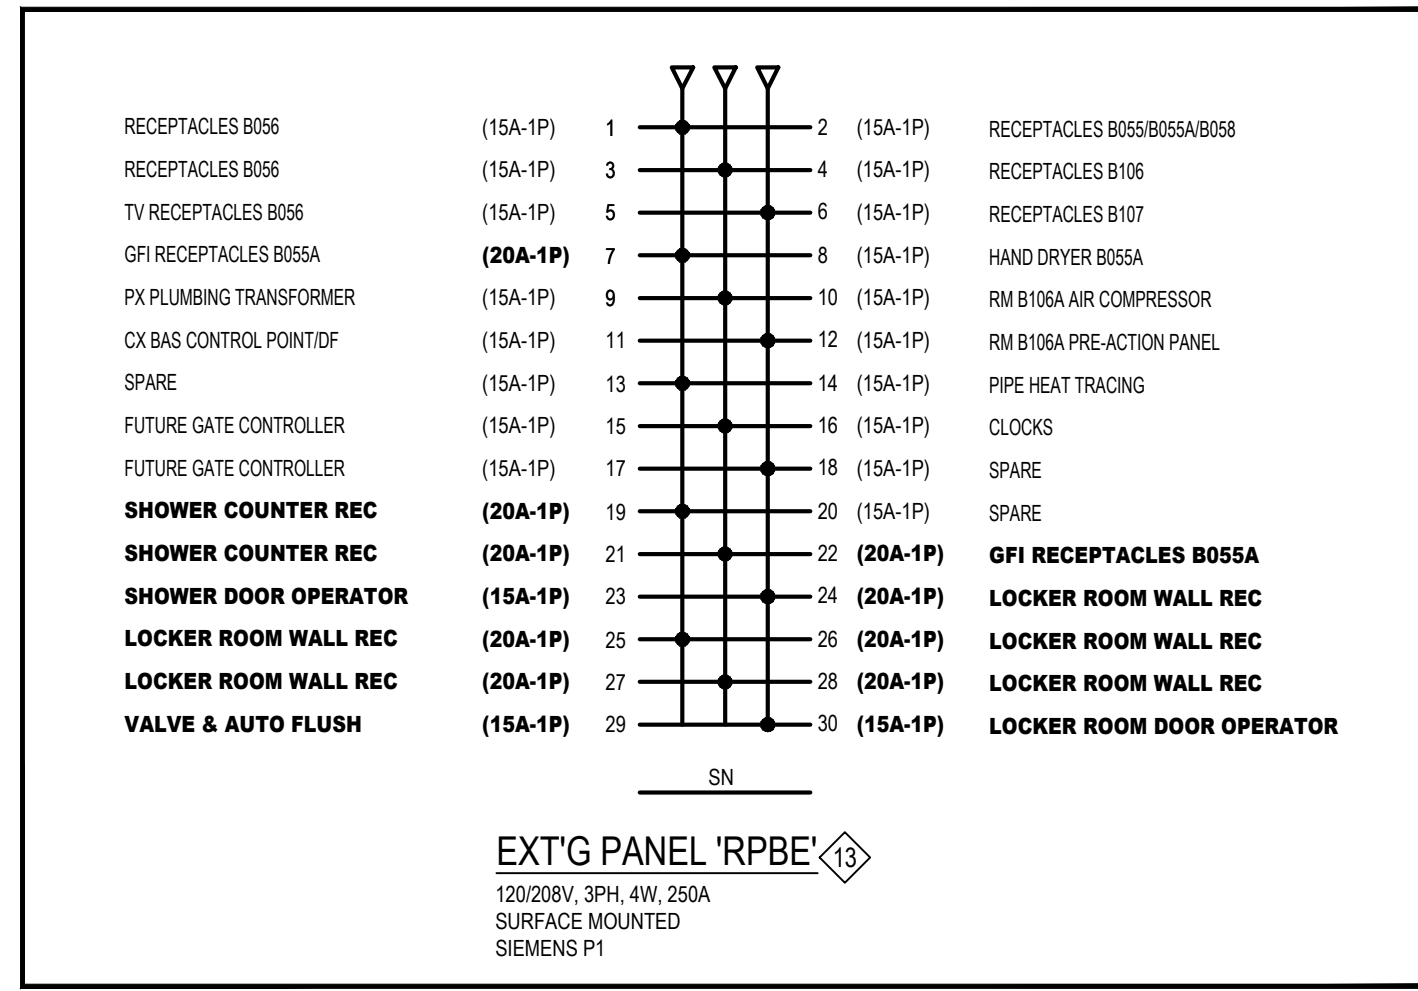 RECEPTACLES B056 (15A-1P) 1 2 (15A-1P) RECEPTACLES B055/B055A/B058
RECEPTACLES B056 (15A-1P) 3 4 (15A-1P) RECEPTACLES B106
TV RECEPTACLES B056 (15A-1P) 5 6 (15A-1P) RECEPTACLES B107
GFI RECEPTACLES B055A (20A-1P) 7 8 (15A-1P) HAND DRYER B055A
PX PLUMBING TRANSFORMER (15A-1P) 9 10 (15A-1P) RM B106A AIR COMPRESSOR
CX BAS CONTROL POINT/DF (15A-1P) 11 12 (15A-1P) RM B106A PRE-ACTION PANEL
SPARE (15A-1P) 13 14 (15A-1P) PIPE HEAT TRACING
FUTURE GATE CONTROLLER (15A-1P) 15 16 (15A-1P) CLOCKS
FUTURE GATE CONTROLLER (15A-1P) 17 18 (15A-1P) SPARE
SHOWER COUNTER REC (20A-1P) 19 20 (15A-1P) SPARE
SHOWER COUNTER REC (20A-1P) 21 22 (20A-1P) GFI RECEPTACLES B055A
SHOWER DOOR OPERATOR (15A-1P) 23 24 (20A-1P) LOCKER ROOM WALL REC
LOCKER ROOM WALL REC (20A-1P) 25 26 (20A-1P) LOCKER ROOM WALL REC
LOCKER ROOM WALL REC (20A-1P) 27 28 (20A-1P) LOCKER ROOM WALL REC
VALVE & AUTO FLUSH (15A-1P) 29 30 (15A-1P) LOCKER ROOM DOOR OPERATOR
SN
EXT'G PANEL 'RPBE' 13
120/208V, 3PH, 4W, 250A
SURFACE MOUNTED
SIEMENS P1